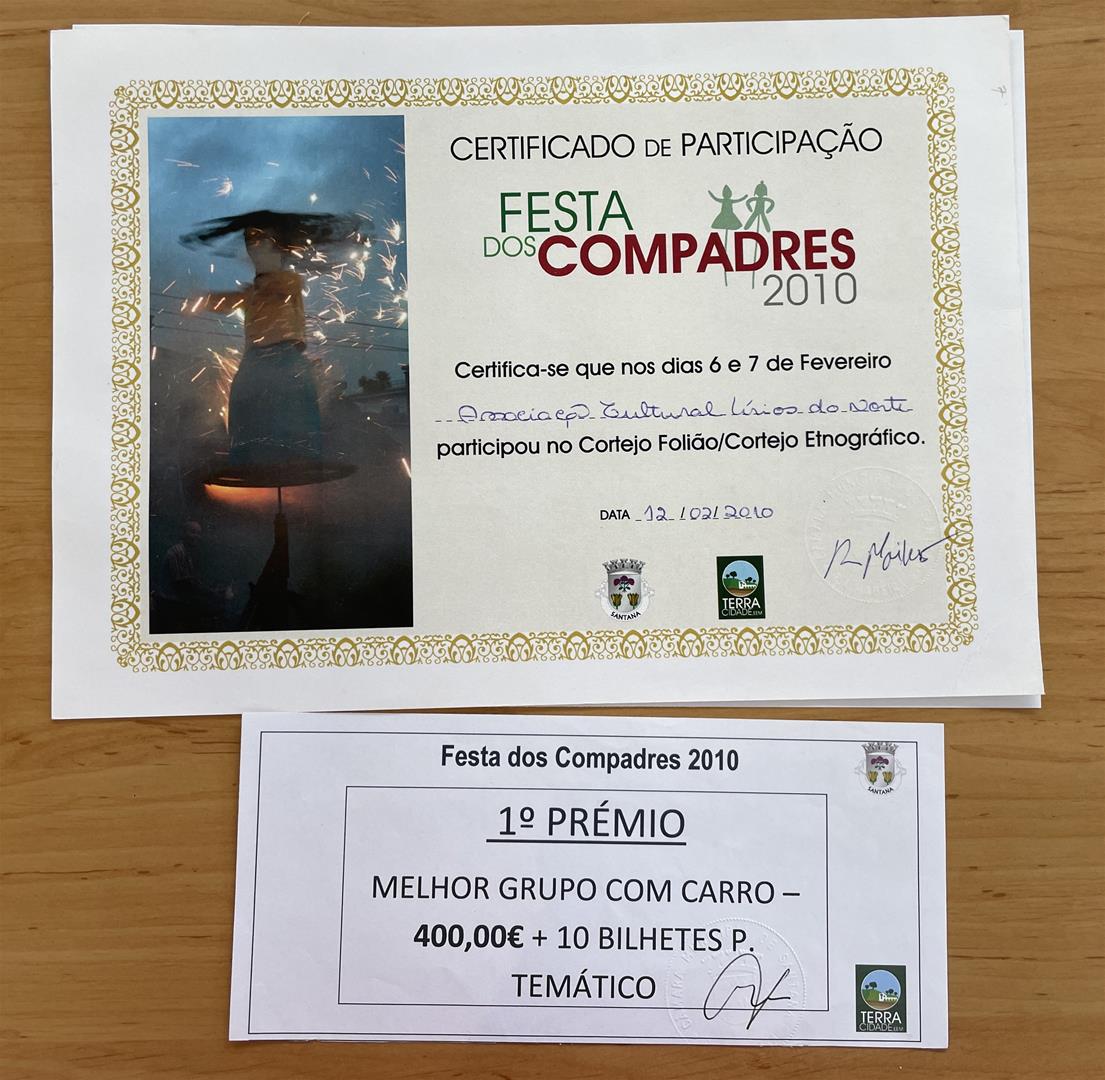 CERTIFICADO DE PARTICIPAÇÃO
FESTA
DOS COMPADRES
2010
Certifica-se que nos dias 6 e 7 de Fevereiro
Associação Cultural Lírios do Norte
participou no Cortejo Folião/Cortejo Etnográfico.
DATA 12 / 02 / 2010
SANTANA
TERRA
CIDADE EEM
Festa dos Compadres 2010
SANTANA
1º PRÉMIO
MELHOR GRUPO COM CARRO –
400,00€ + 10 BILHETES P.
TEMÁTICO
TERRA
CIDADE EEM